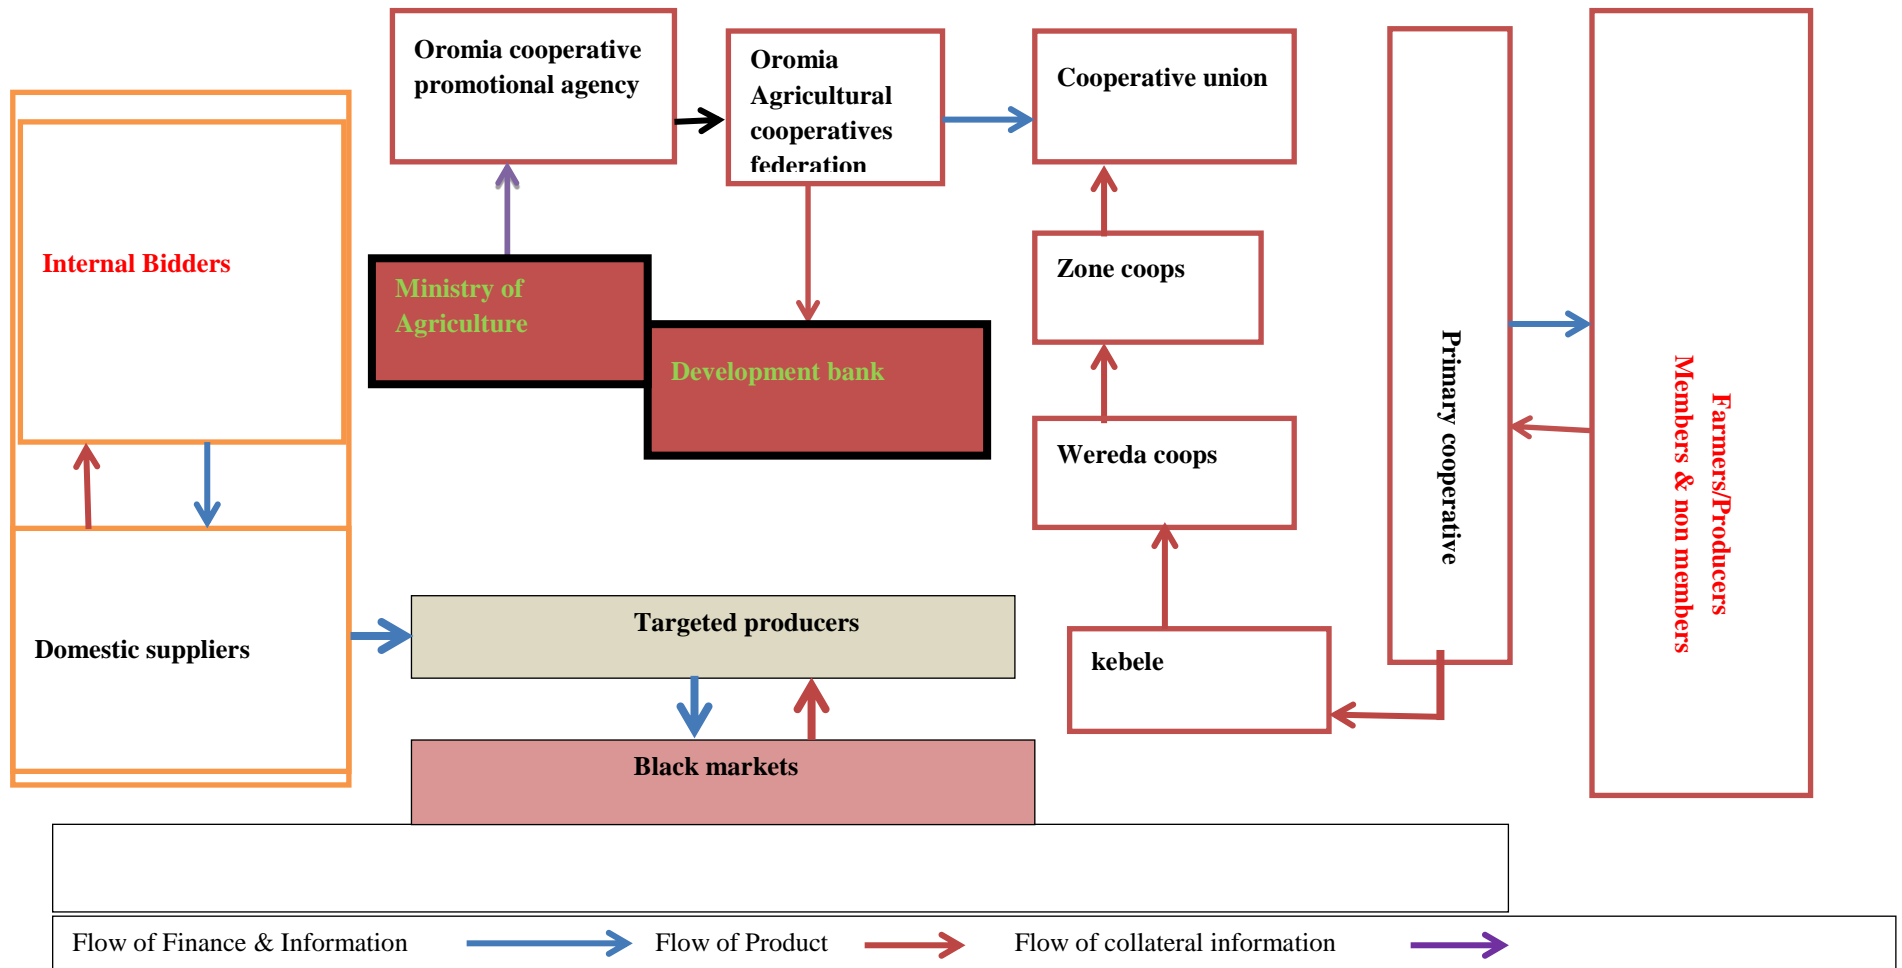 Oromia cooperative
promotional agency
Oromia
Agricultural
cooperatives
federation
Cooperative union
Internal Bidders
Ministry of
Agriculture
Development bank
Zone coops
Wereda coops
kebele
Primary cooperative
Farmers/Producers
Members & non members
Domestic suppliers
Targeted producers
Black markets
Flow of Finance & Information
Flow of Product
Flow of collateral information